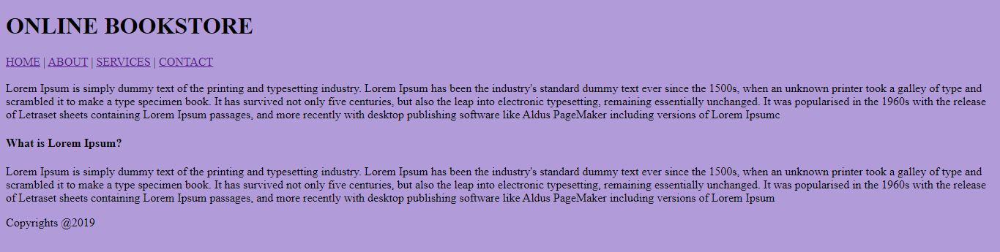 ONLINE BOOKSTORE
HOME | ABOUT | SERVICES | CONTACT
Lorem Ipsum is simply dummy text of the printing and typesetting industry. Lorem Ipsum has been the industry's standard dummy text ever since the 1500s, when an unknown printer took a galley of type and
scrambled it to make a type specimen book. It has survived not only five centuries, but also the leap into electronic typesetting, remaining essentially unchanged. It was popularised in the 1960s with the release
of Letraset sheets containing Lorem Ipsum passages, and more recently with desktop publishing software like Aldus PageMaker including versions of Lorem Ipsumc
What is Lorem Ipsum?
Lorem Ipsum is simply dummy text of the printing and typesetting industry. Lorem Ipsum has been the industry's standard dummy text ever since the 1500s, when an unknown printer took a galley of type and
scrambled it to make a type specimen book. It has survived not only five centuries, but also the leap into electronic typesetting, remaining essentially unchanged. It was popularised in the 1960s with the release
of Letraset sheets containing Lorem Ipsum passages, and more recently with desktop publishing software like Aldus PageMaker including versions of Lorem Ipsum
Copyrights @2019